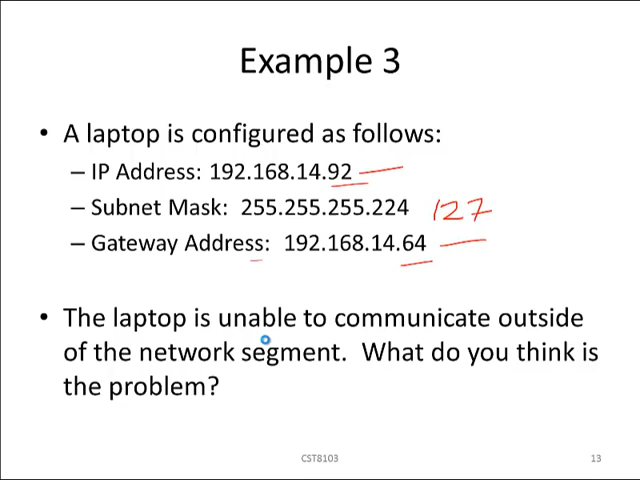 Example 3
• A laptop is configured as follows:
– IP Address: 192.168.14.92
– Subnet Mask: 255.255.255.224 127
– Gateway Address: 192.168.14.64
• The laptop is unable to communicate outside
of the network segment. What do you think is
the problem?
CST8103 13